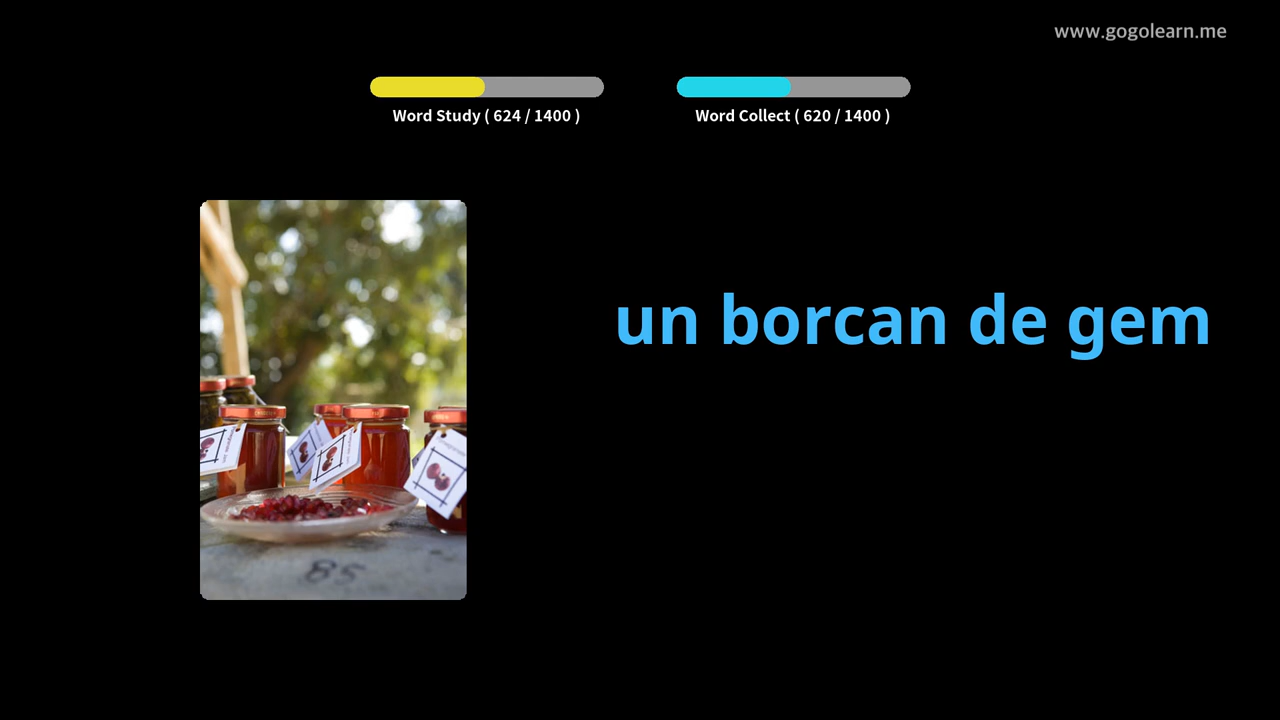 www.gogolearn.me
Word Study ( 624 / 1400 )
Word Collect ( 620 / 1400 )
un borcan de gem
85